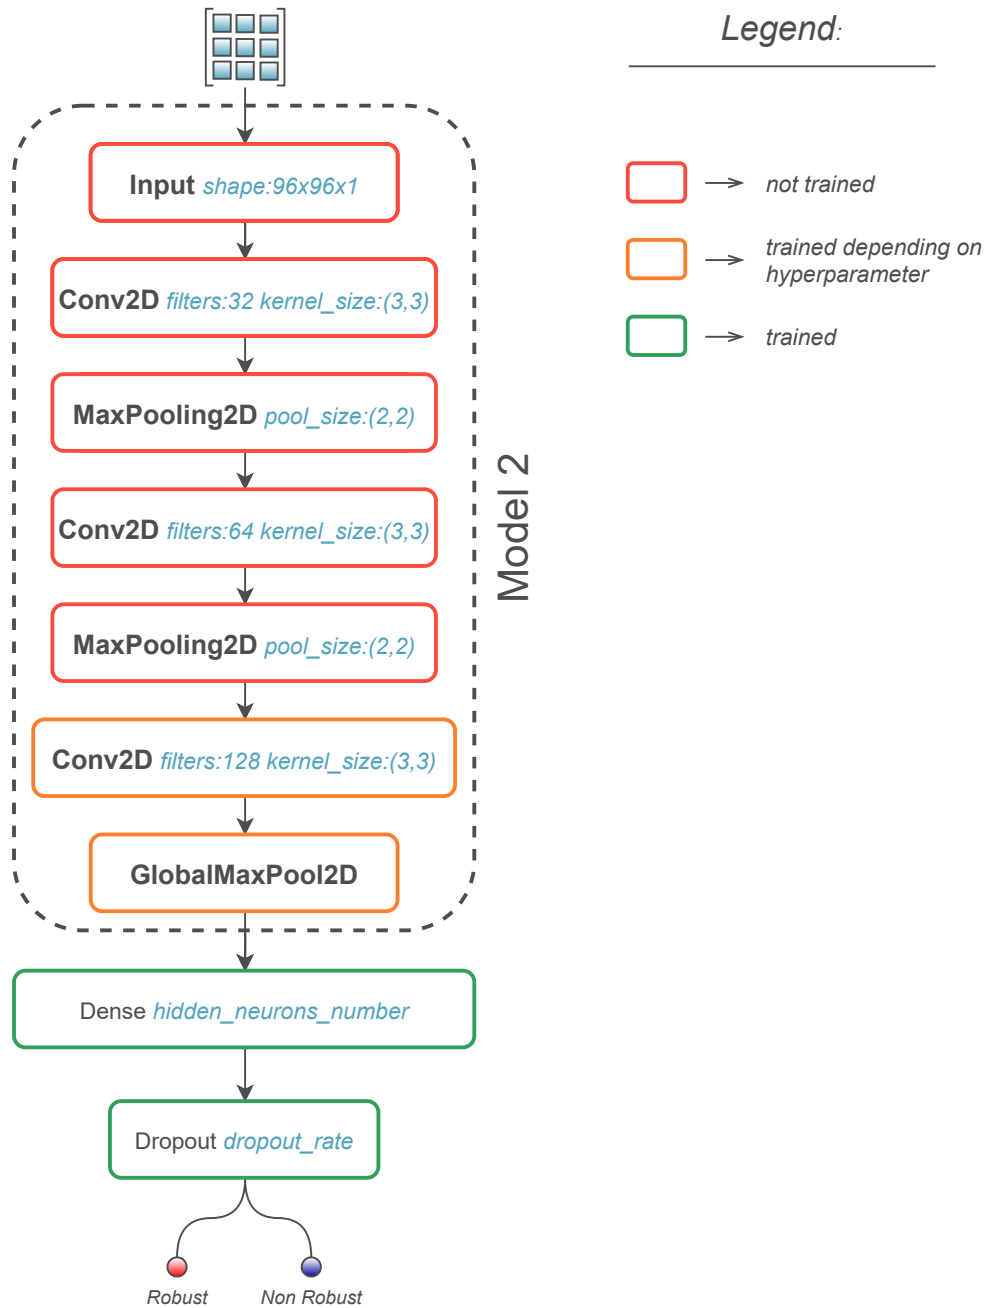 Legend:
Input shape:96x96x1
Conv2D filters:32 kernel_size:(3,3)
MaxPooling2D pool_size:(2,2)
Conv2D filters:64 kernel_size:(3,3)
MaxPooling2D pool_size:(2,2)
Conv2D filters:128 kernel_size:(3,3)
GlobalMaxPool2D
Model 2
Dense hidden_neurons_number
Dropout dropout_rate
Robust
Non Robust
not trained
trained depending on
hyperparameter
trained